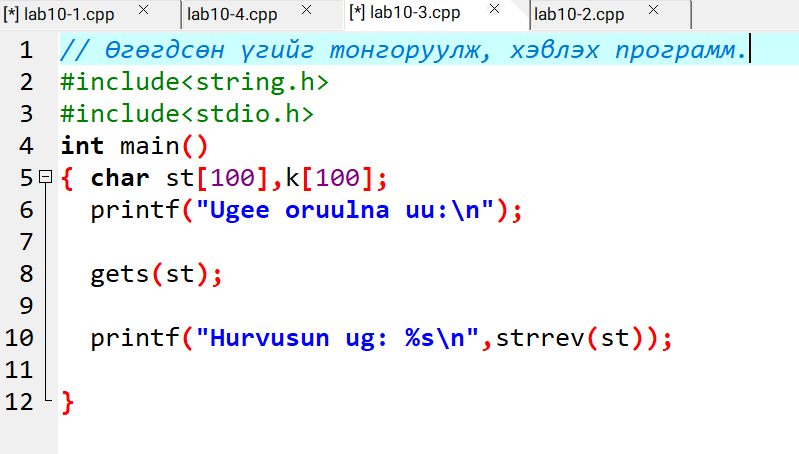 [*] lab10-1.cpp × lab10-4.cpp × [*] lab10-3.cpp × lab10-2.cpp ×
1 // Өгөгдсөн үгийг тонгоруулж, хэвлэх программ.
2 #include<string.h>
3 #include<stdio.h>
4 int main()
5 { char st[100],k[100];
6 printf("Ugee oruulna uu:\n");
7
8 gets(st);
9
10 printf("Hurvusun ug: %s\n",strrev(st));
11
12 }